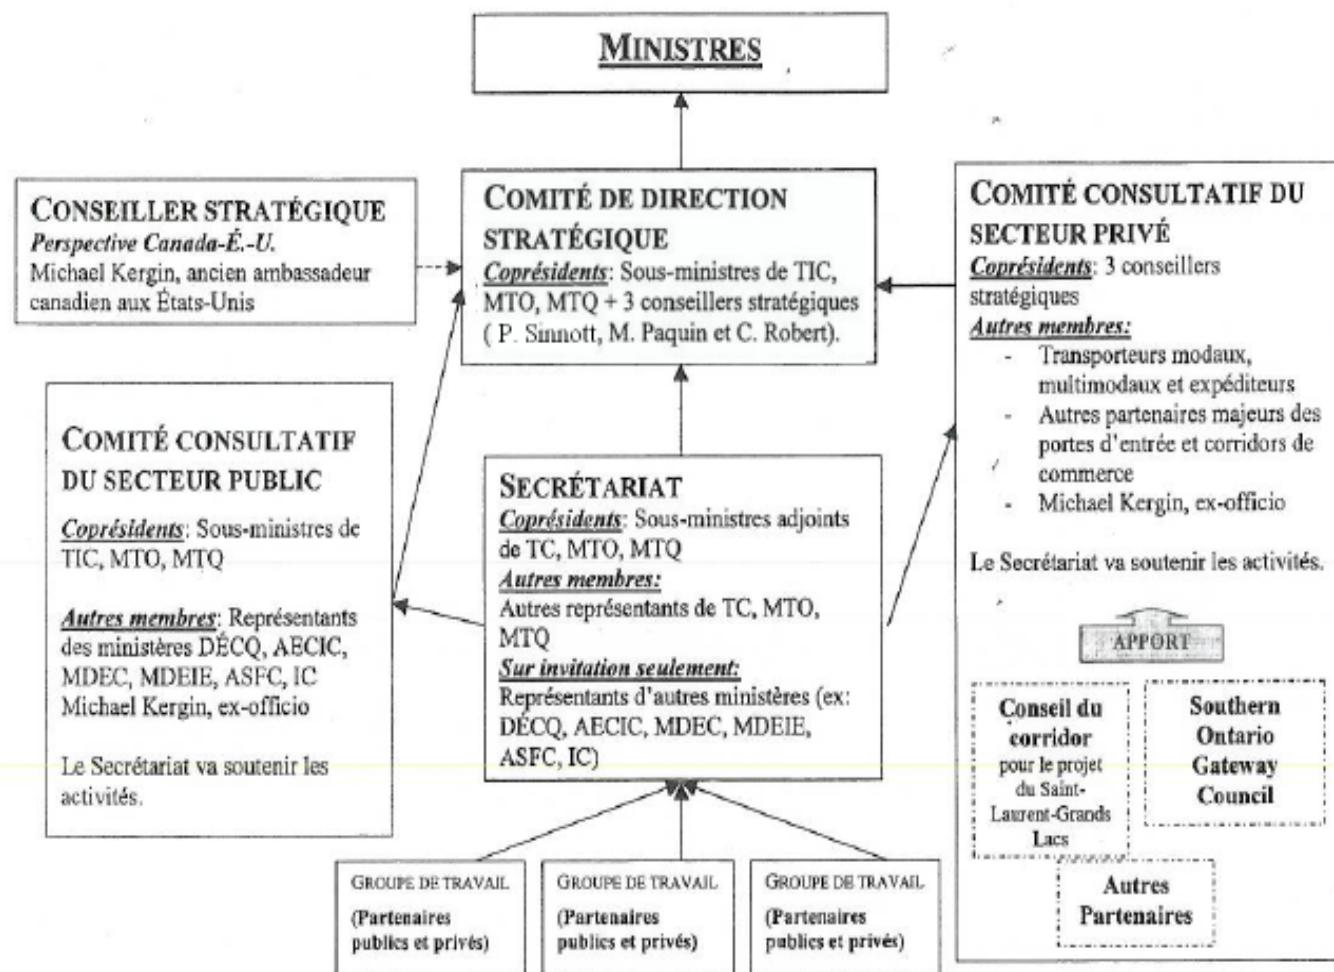 MINISTRES
CONSEILLER STRATÉGIQUE
Perspective Canada-É.-U.
Michael Kergin, ancien ambassadeur
canadien aux États-Unis
COMITÉ DE DIRECTION
STRATÉGIQUE
Coprésidents: Sous-ministres de TIC,
MTO, MTQ + 3 conseillers stratégiques
( P. Sinnott, M. Paquin et C. Robert).
COMITÉ CONSULTATIF DU
SECTEUR PRIVÉ
Coprésidents: 3 conseillers
stratégiques
Autres membres:
- Transporteurs modaux,
multimodaux et expéditeurs
- Autres partenaires majeurs des
portes d'entrée et corridors de
commerce
- Michael Kergin, ex-officio
Le Secrétariat va soutenir les activités.
APPORT
Conseil du
corridor
pour le projet
du Saint-
Laurent-Grands
Lacs
Southern
Ontario
Gateway
Council
Autres
Partenaires
COMITÉ CONSULTATIF
DU SECTEUR PUBLIC
Coprésidents: Sous-ministres de
TIC, MTO, MTQ
Autres membres: Représentants
des ministères DÉCQ, AECIC,
MDEC, MDEIE, ASFC, IC
Michael Kergin, ex-officio
Le Secrétariat va soutenir les
activités.
SECRÉTARIAT
Coprésidents: Sous-ministres adjoints
de TC, MTO, MTQ
Autres membres:
Autres représentants de TC, MTO,
MTQ
Sur invitation seulement:
Représentants d'autres ministères (ex:
DÉCQ, AECIC, MDEC, MDEIE,
ASFC, IC)
GROUPE DE TRAVAIL
(Partenaires
publics et privés)
GROUPE DE TRAVAIL
(Partenaires
publics et privés)
GROUPE DE TRAVAIL
(Partenaires
publics et privés)